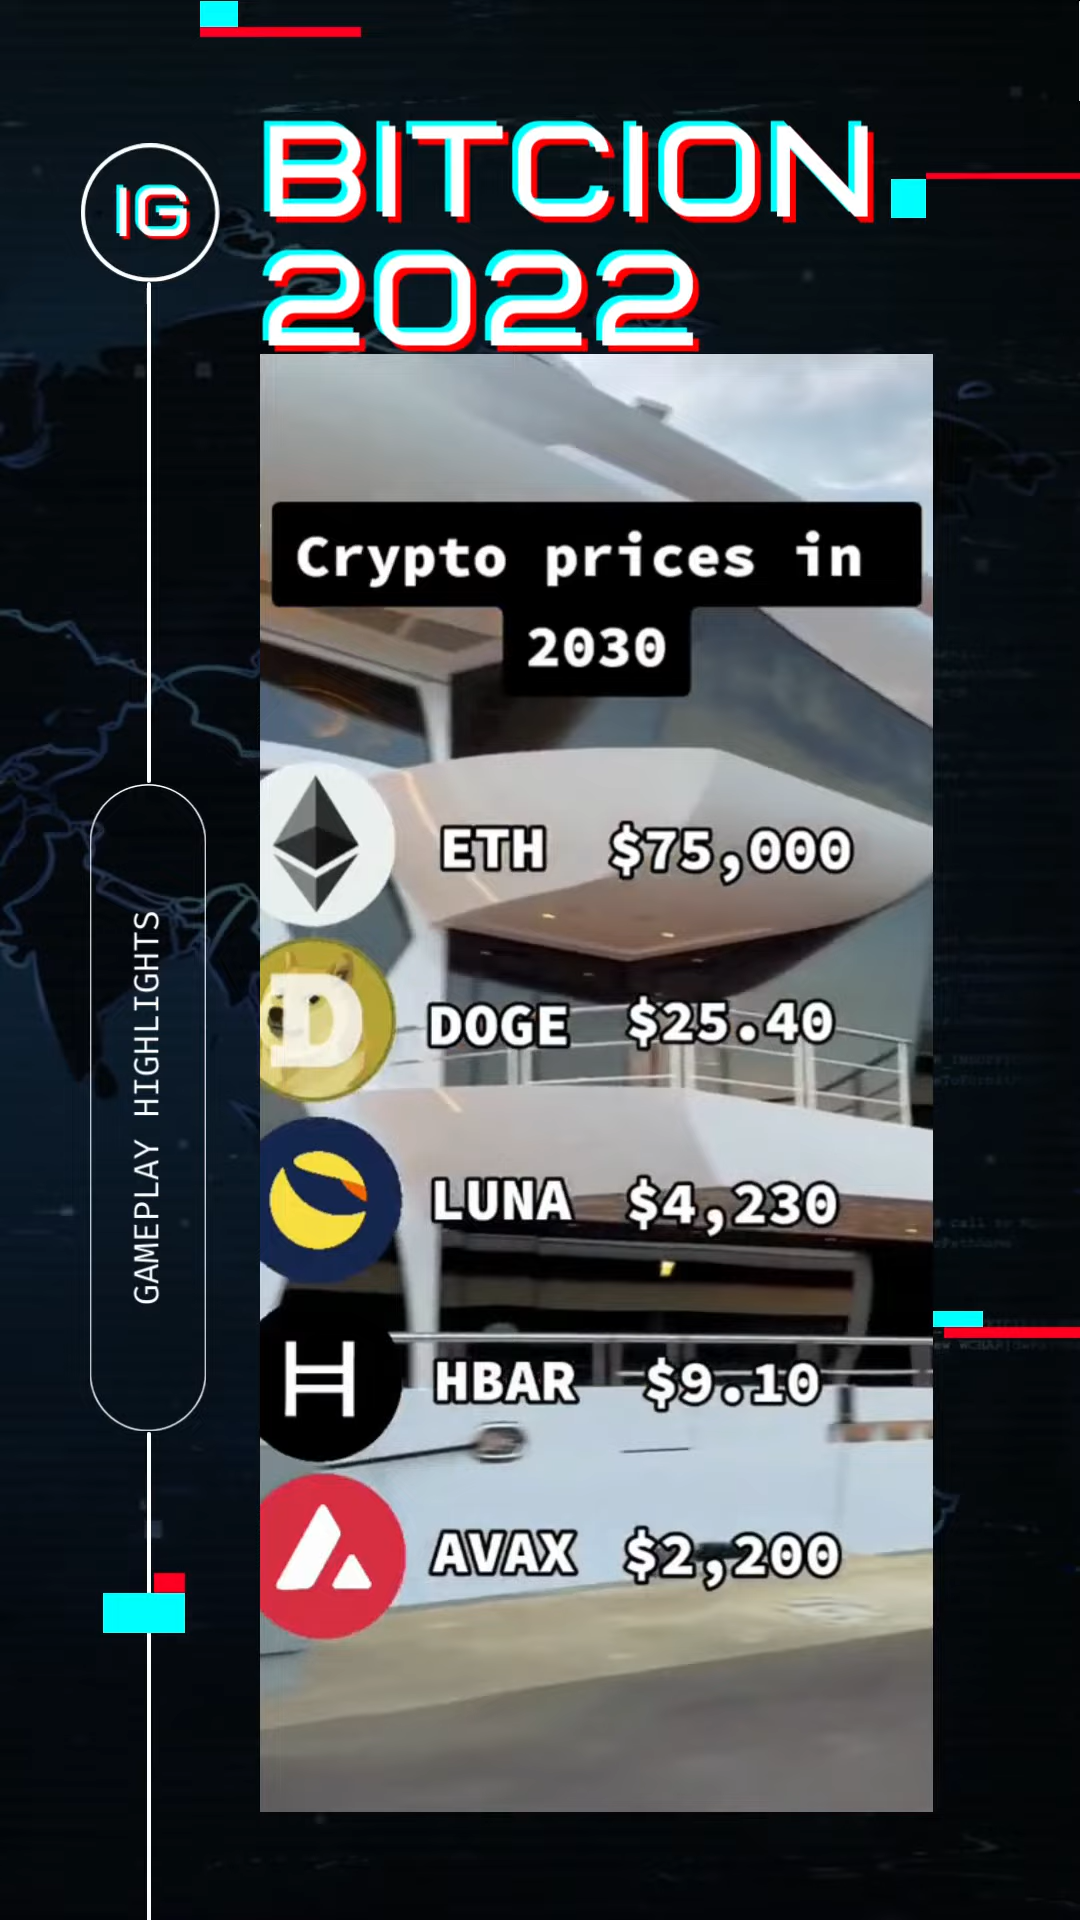 IG
BITCION
2022
Crypto prices in
2030
ETH $75,000
DOGE $25.40
LUNA $4,230
HBAR $9.10
AVAX $2,200
GAMEPLAY HIGHLIGHTS